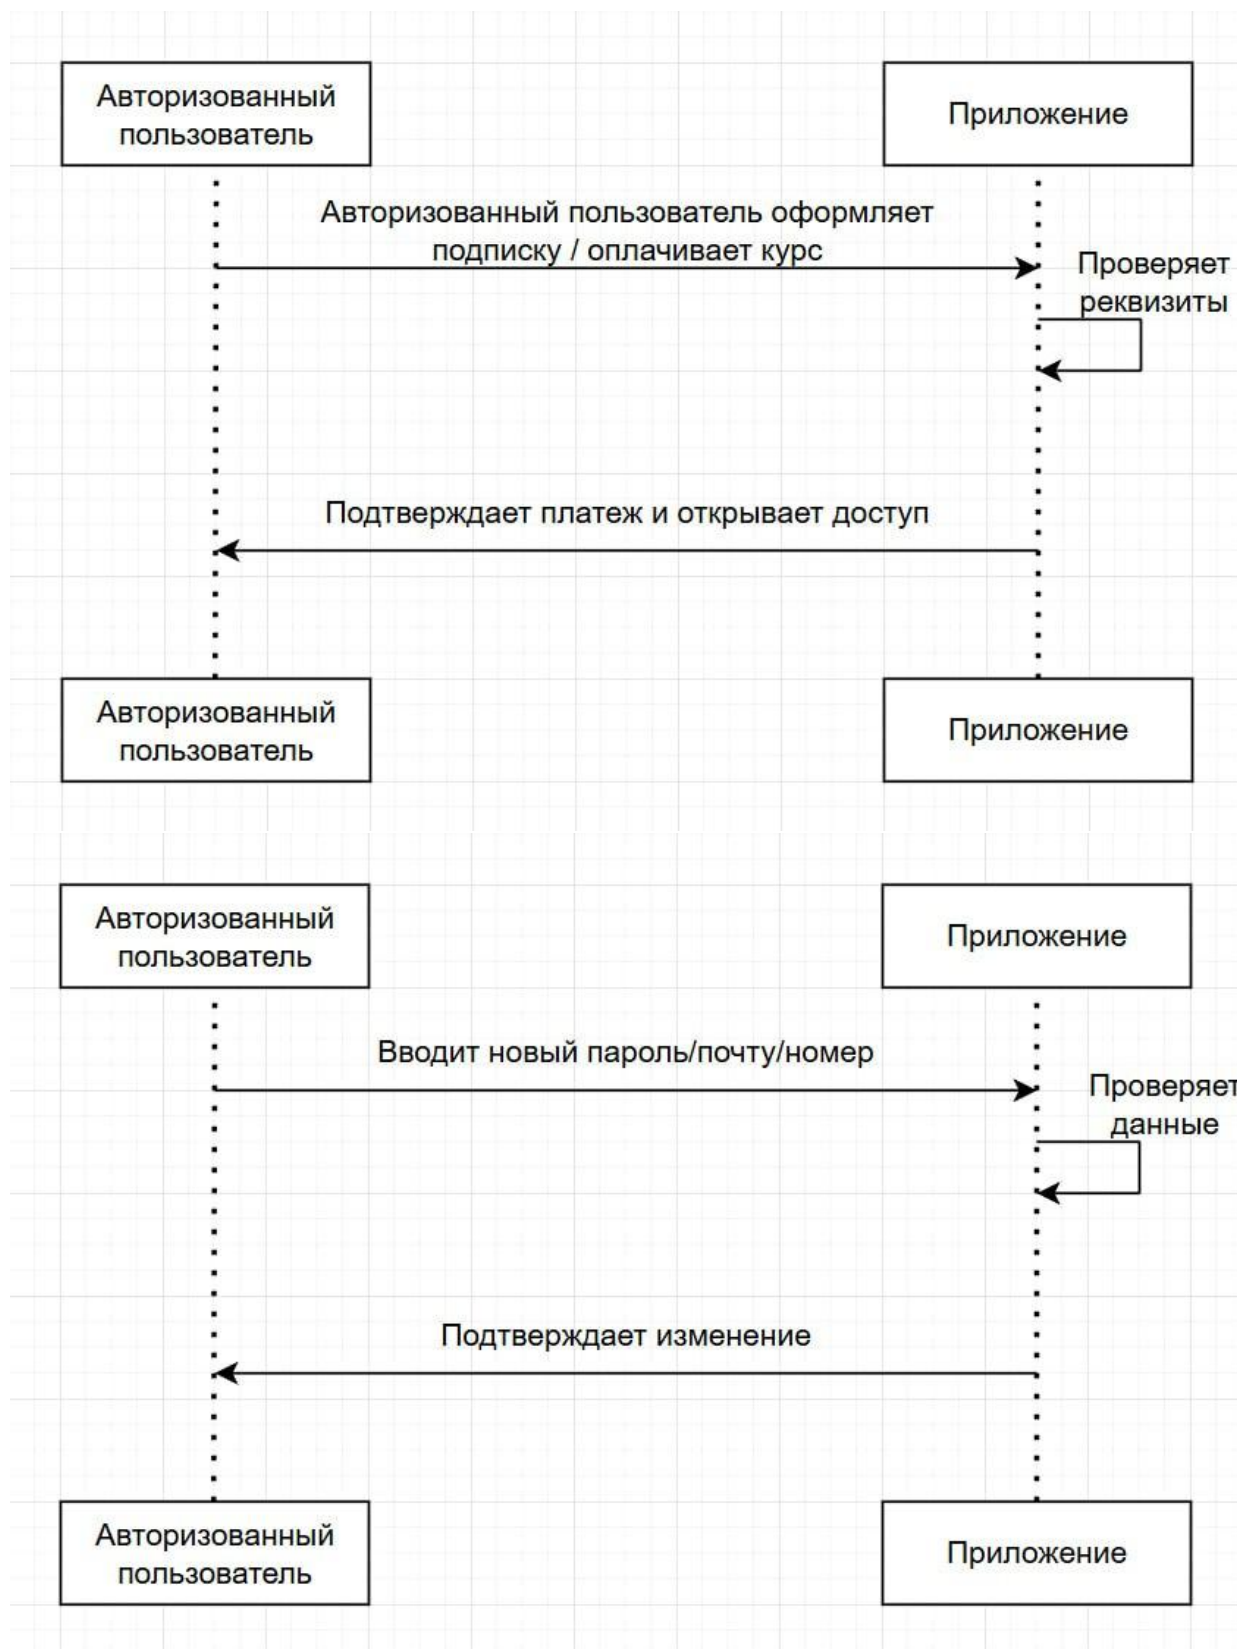 Авторизованный
пользователь
Приложение
Авторизованный пользователь оформляет
подписку / оплачивает курс
Проверяет
реквизиты
Подтверждает платеж и открывает доступ
Авторизованный
пользователь
Приложение
Авторизованный
пользователь
Приложение
Вводит новый пароль/почту/номер
Проверяет
данные
Подтверждает изменение
Авторизованный
пользователь
Приложение